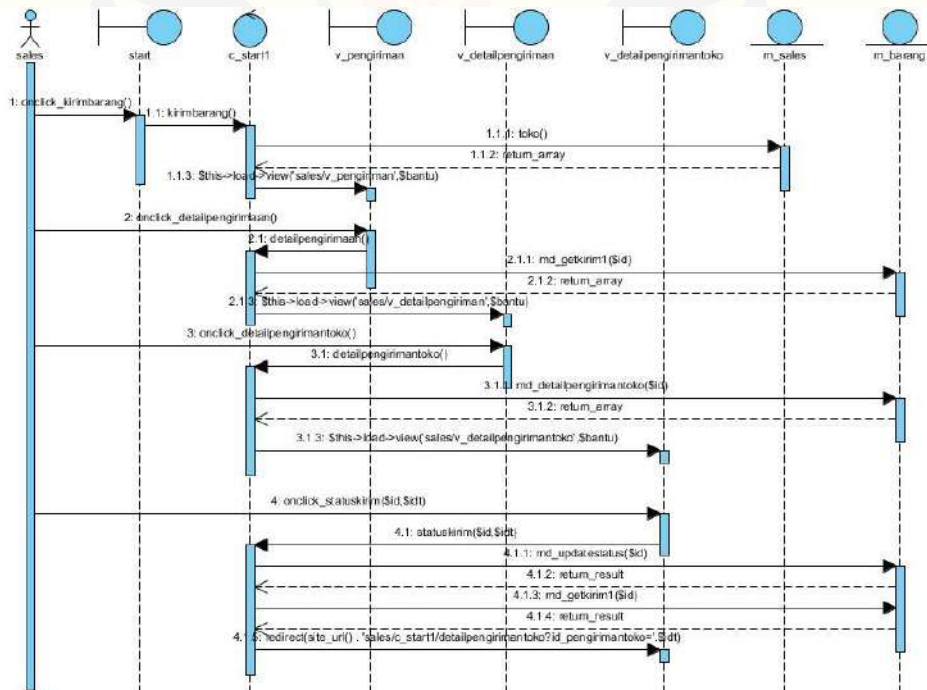 sales
start
c_start1
v_pengiriman
v_detailpengiriman
v_detailpengirimantoko
m_sales
m_barang
1: onclick_kirimbarang()
1.1: kirimbarang()
1.1.1: toko()
1.1.2: return_array
1.1.3: $this->load->view('sales/v_pengiriman',$bantu)
2: onclick_detailpengirimaan()
2.1: detailpengirimaan()
2.1.1: md_getkirim1($id)
2.1.2: return_array
2.1.3: $this->load->view('sales/v_detailpengiriman',$bantu)
3: onclick_detailpengirimantoko()
3.1: detailpengirimantoko()
3.1.1: md_detailpengirimantoko($id)
3.1.2: return_array
3.1.3: $this->load->view('sales/v_detailpengirimantoko',$bantu)
4: onclick_statuskirim($id,$idt)
4.1: statuskirim($id,$idt)
4.1.1: md_updatestatus($id)
4.1.2: return_result
4.1.3: md_getkirim1($id)
4.1.4: return_result
4.1.5: redirect(site_url() . 'sales/c_start1/detailpengirimantoko?id_pengirimantoko='.$idt)